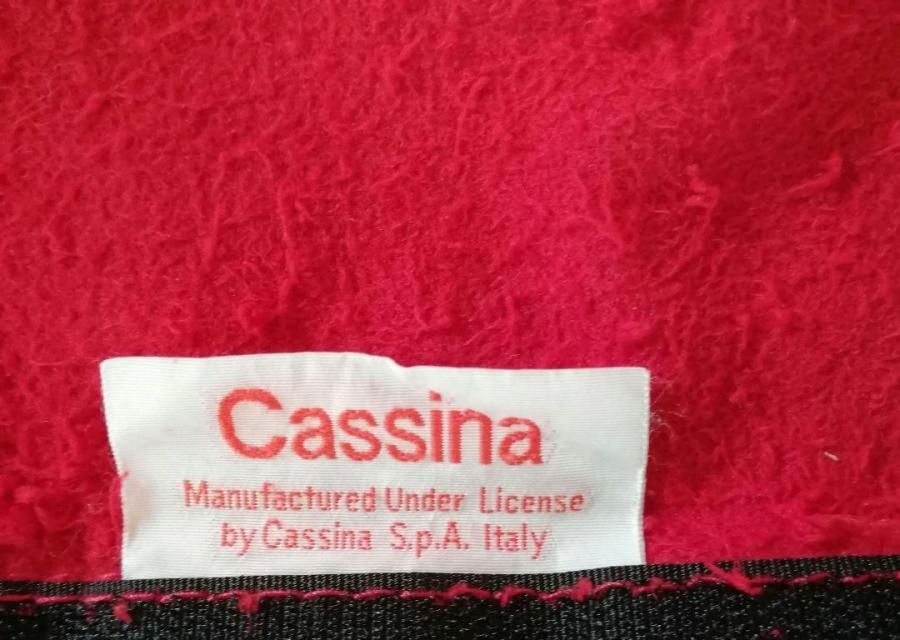 Cassina
Manufactured Under License
by Cassina S.p.A. Italy